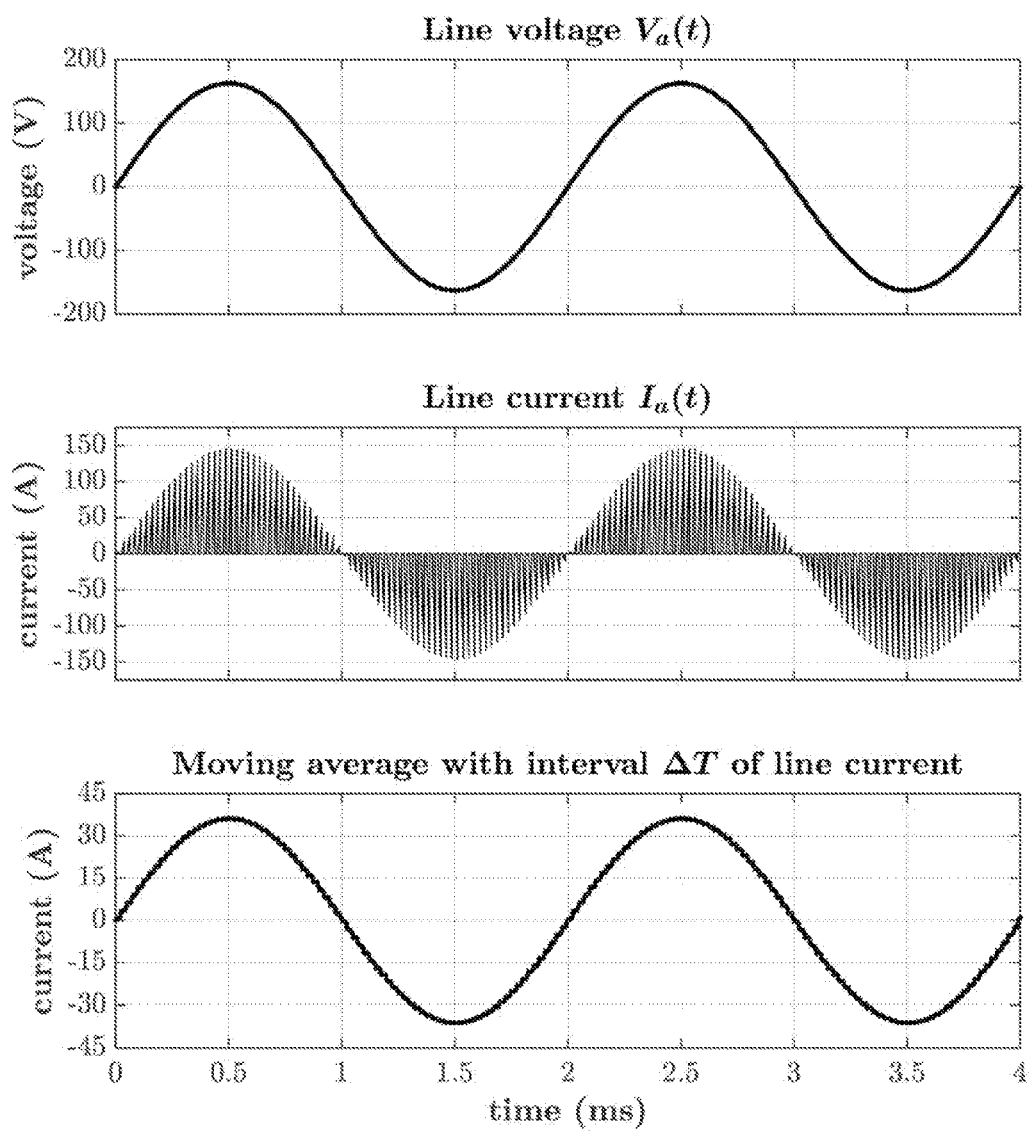 Line voltage Va(t)
200
100
0
-100
-200
voltage (V)
Line current Ia(t)
150
100
50
0
-50
-100
-150
current (A)
Moving average with interval ΔT of line current
45
30
15
0
-15
-30
-45
current (A)
0 0.5 1 1.5 2 2.5 3 3.5 4
time (ms)